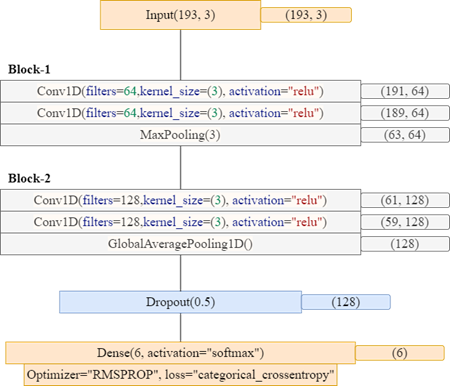 Input(193, 3) (193, 3)
Block-1
Conv1D(filters=64,kernel_size=(3), activation="relu") (191, 64)
Conv1D(filters=64,kernel_size=(3), activation="relu") (189, 64)
MaxPooling(3) (63, 64)
Block-2
Conv1D(filters=128,kernel_size=(3), activation="relu") (61, 128)
Conv1D(filters=128,kernel_size=(3), activation="relu") (59, 128)
GlobalAveragePooling1D() (128)
Dropout(0.5) (128)
Dense(6, activation="softmax") (6)
Optimizer="RMSPROP", loss="categorical_crossentropy"